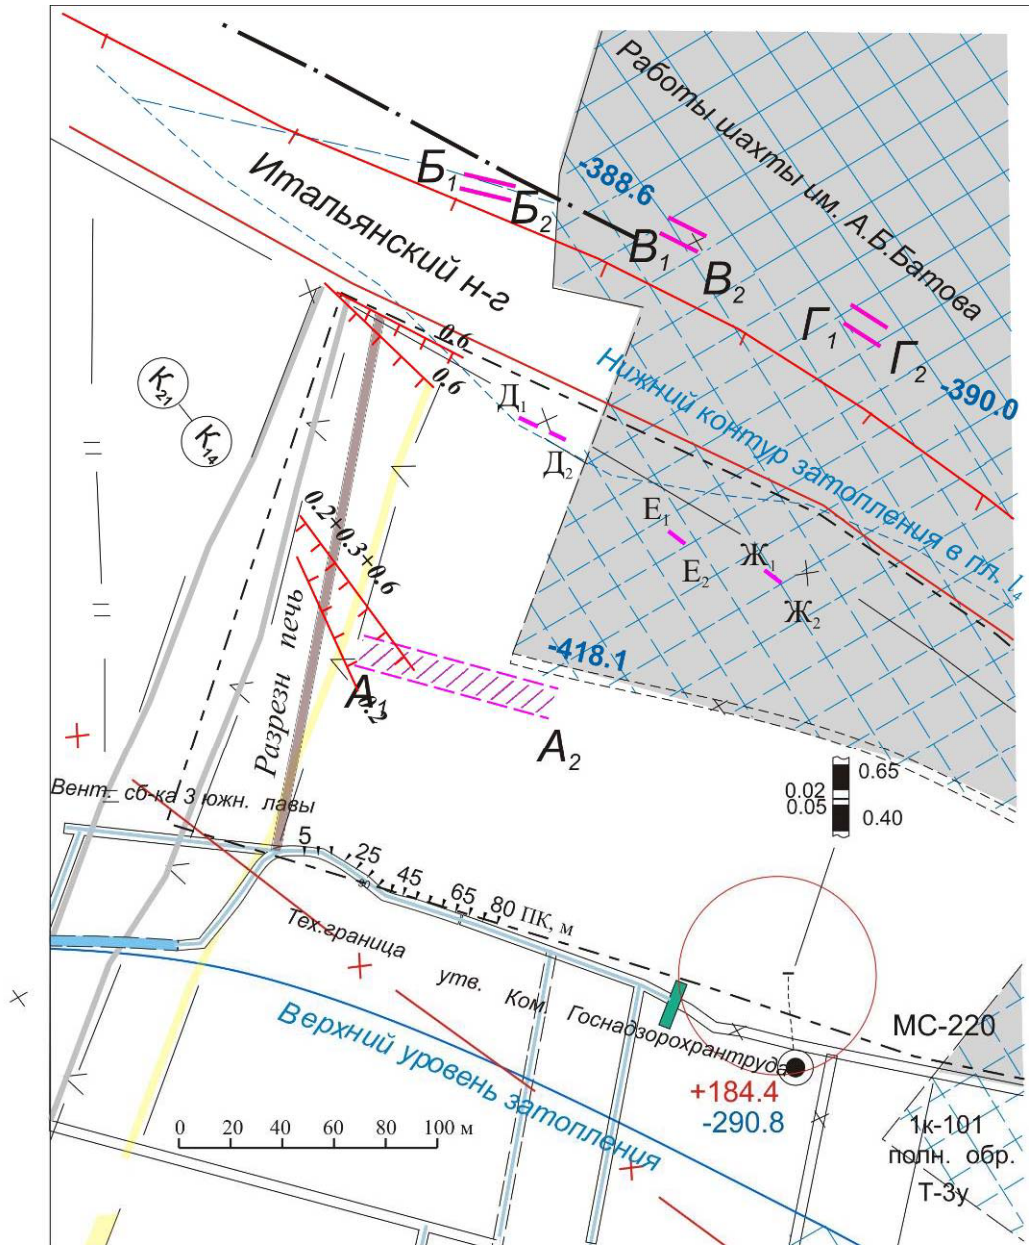 Работы шахты им. А.Б.Батова
-388.6
Б₁
Б₂
Итальянский н-г
В₁
В₂
Г₁
Г₂
-390.0
0.6
0.6
К₂₁
К₁₄
Нижний контур затопления в пл. l₄
Д₁
Д₂
0.2+0.3+0.6
Е₁
Е₂
Ж₁
Ж₂
Разрезн печь
-418.1
А₁
0.2
А₂
0.65
0.02
0.05
0.40
Вент. сб-ка 3 южн. лавы
5 25 45 65 80 ПК, м
Тех.граница утв. Ком. Госнадзорохрантруда
Верхний уровень затопления
МС-220
+184.4
-290.8
0 20 40 60 80 100 м
1к-101
полн. обр.
Т-3у